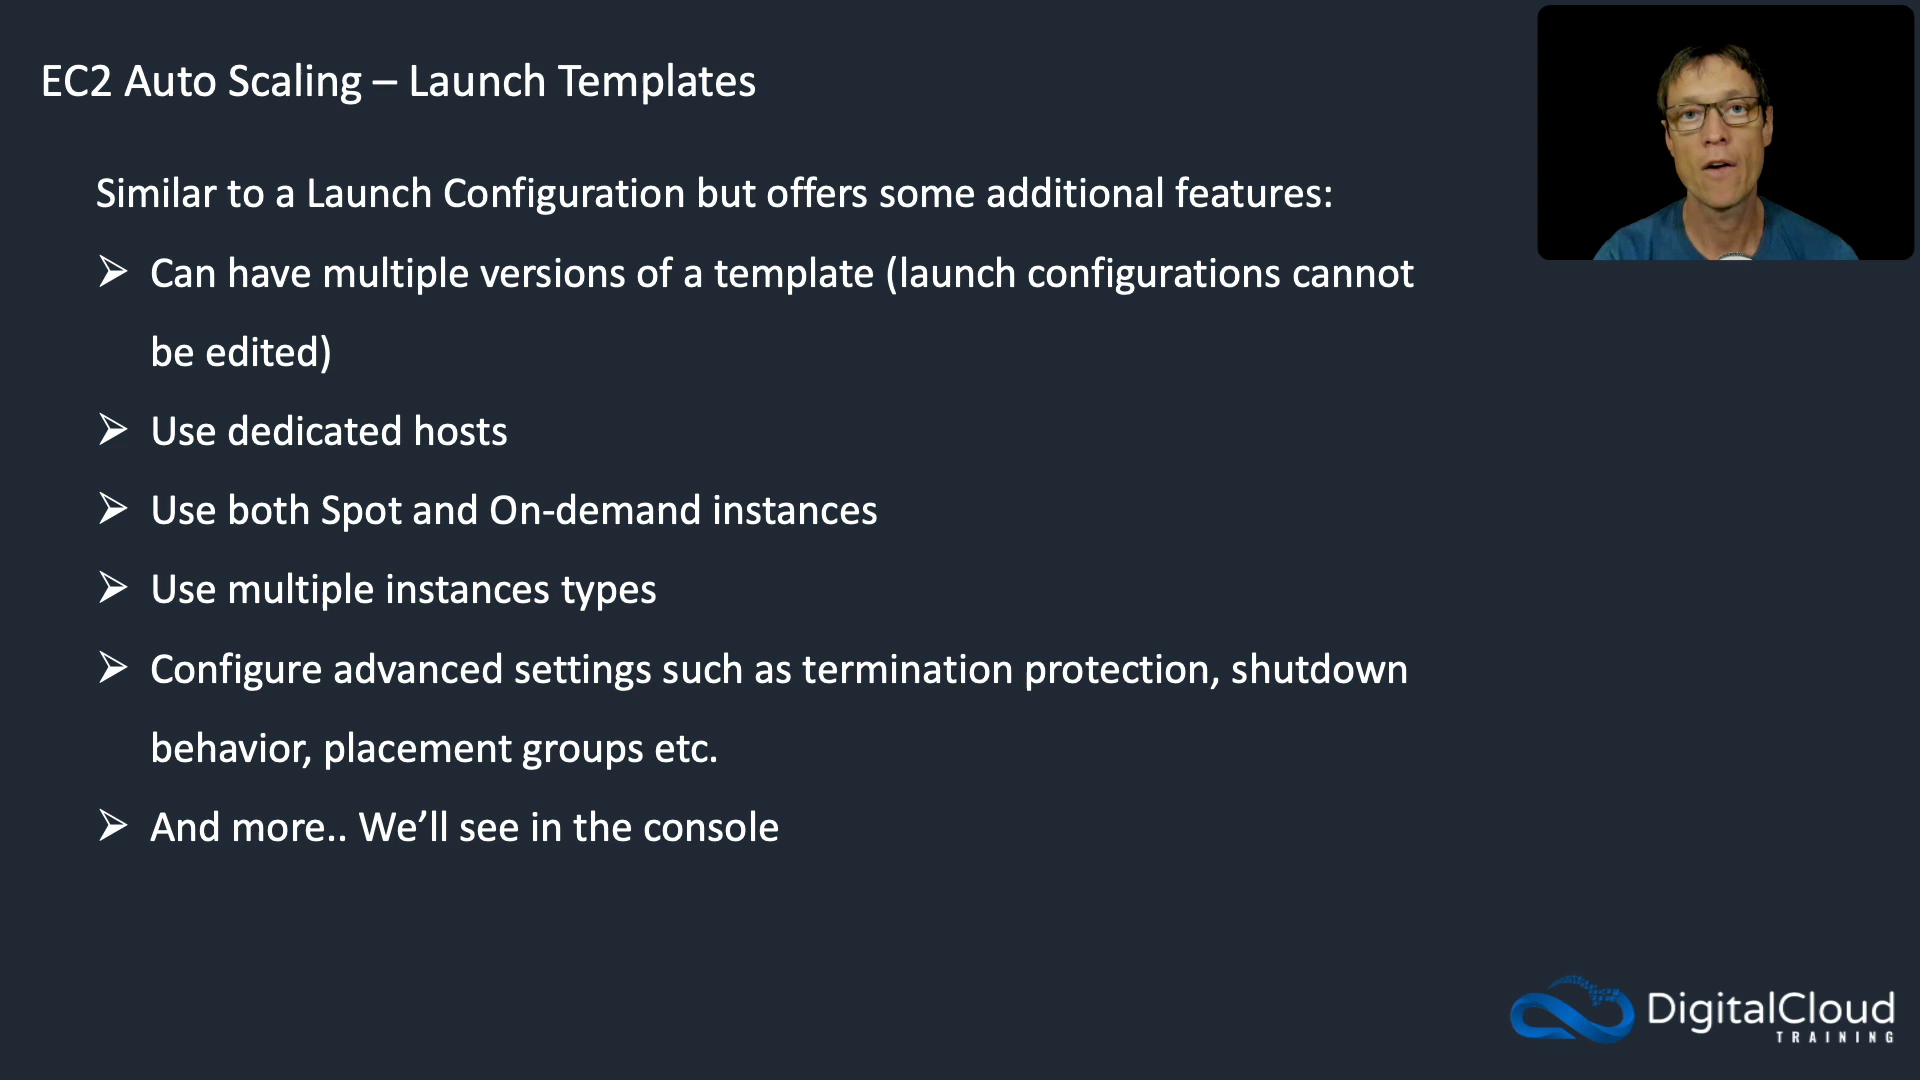 EC2 Auto Scaling – Launch Templates
Similar to a Launch Configuration but offers some additional features:
➢ Can have multiple versions of a template (launch configurations cannot
be edited)
➢ Use dedicated hosts
➢ Use both Spot and On-demand instances
➢ Use multiple instances types
➢ Configure advanced settings such as termination protection, shutdown
behavior, placement groups etc.
➢ And more.. We’ll see in the console
DigitalCloud
TRAINING